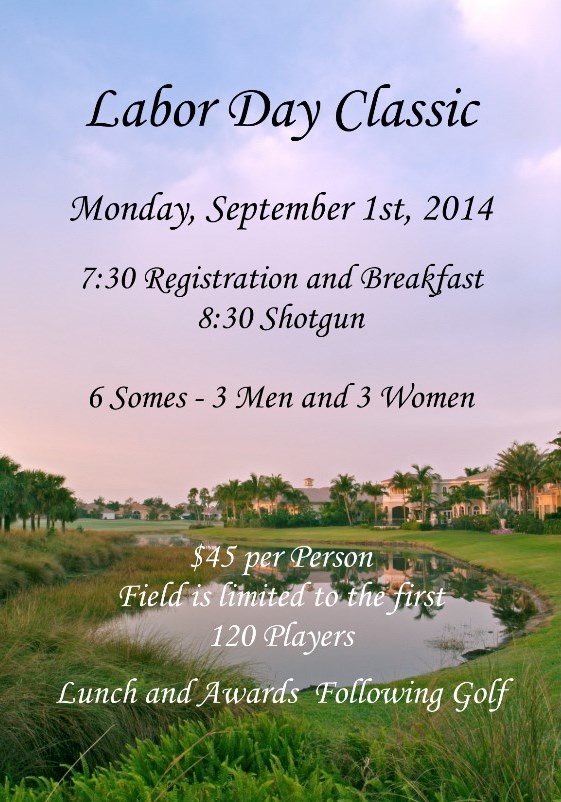 Labor Day Classic
Monday, September 1st, 2014
7:30 Registration and Breakfast
8:30 Shotgun
6 Somes - 3 Men and 3 Women
$45 per Person
Field is limited to the first
120 Players
Lunch and Awards  Following Golf